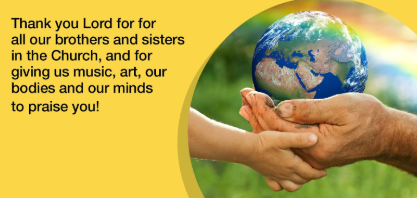 Thank you Lord for for
all our brothers and sisters
in the Church, and for
giving us music, art, our
bodies and our minds
to praise you!